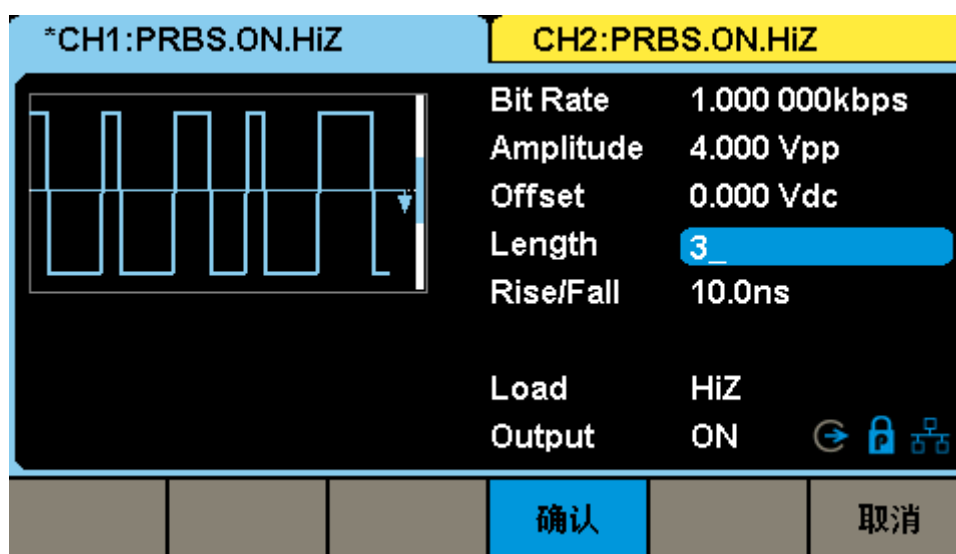 *CH1:PRBS.ON.HiZ
CH2:PRBS.ON.HiZ
Bit Rate 1.000 000kbps
Amplitude 4.000 Vpp
Offset 0.000 Vdc
Length 3_
Rise/Fall 10.0ns
Load HiZ
Output ON
P
确认
取消